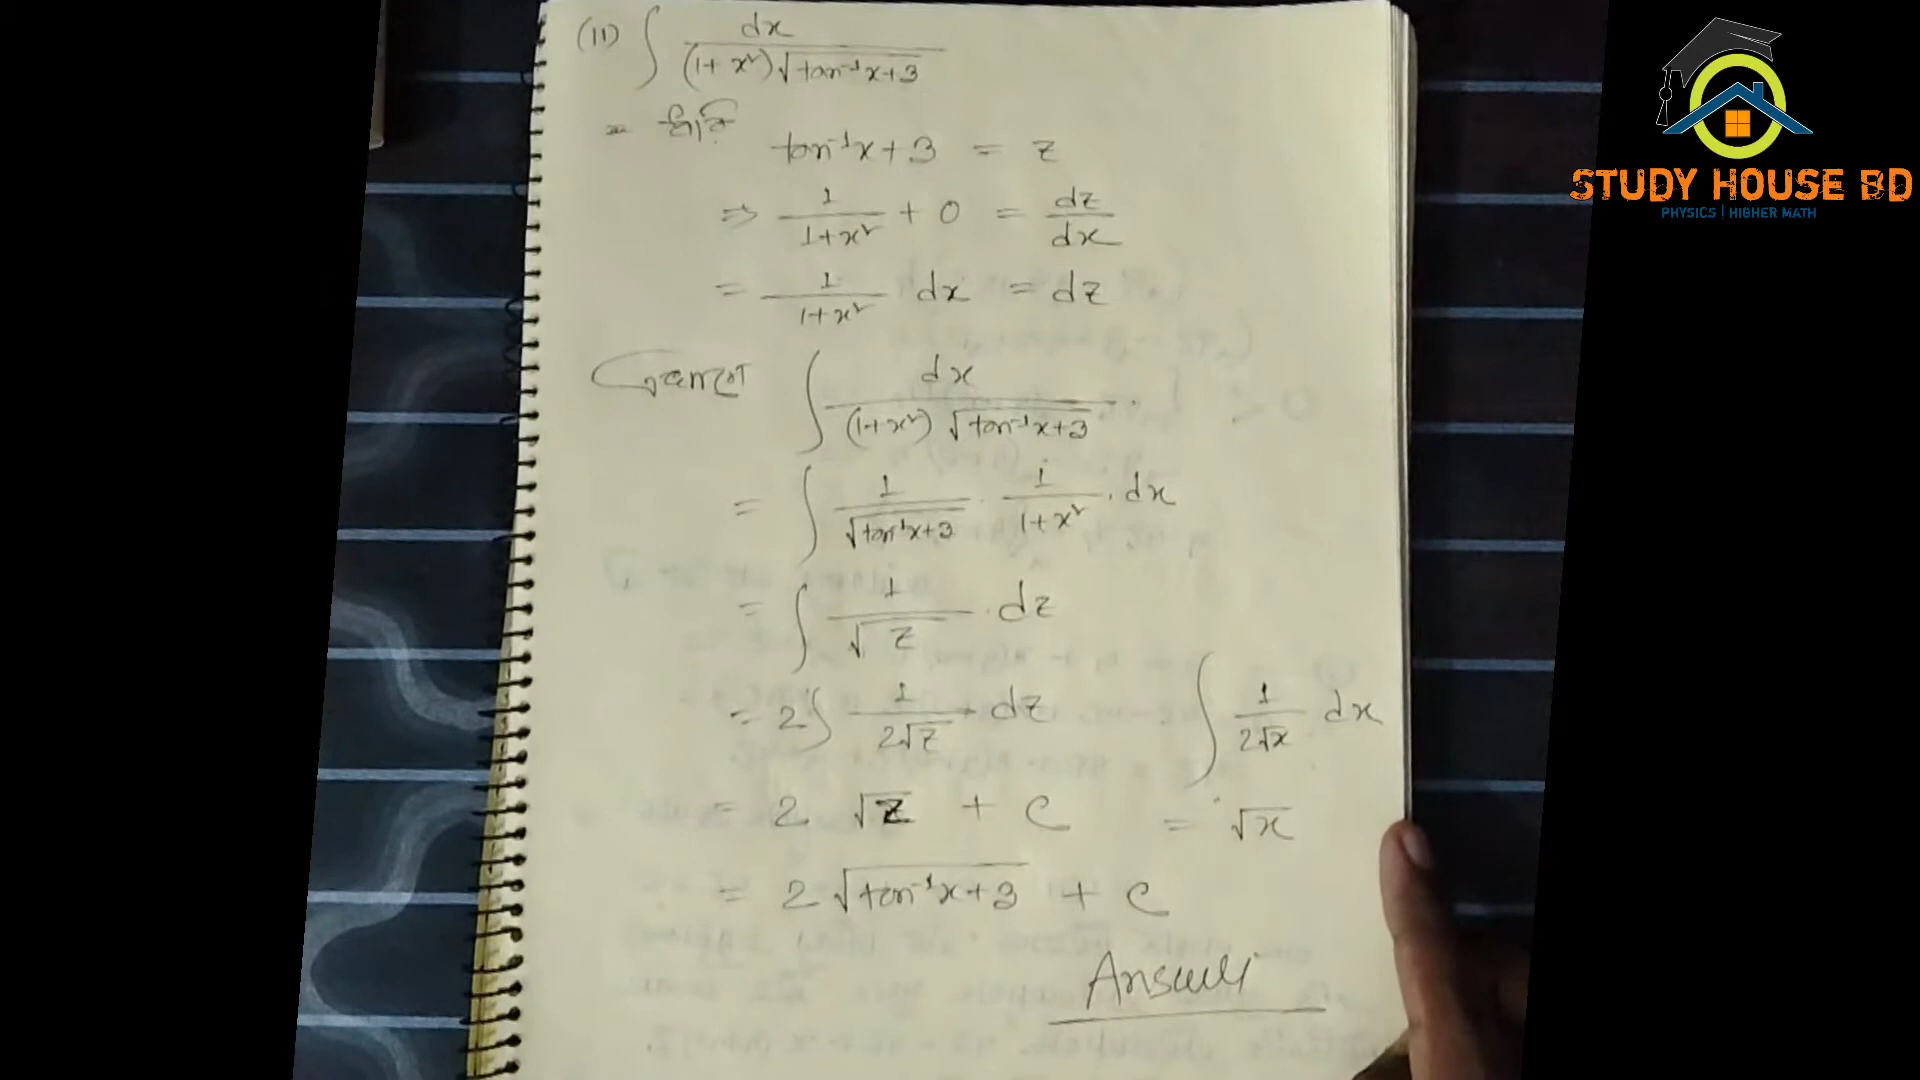 (11) ∫ dx / (1+x²)√tan⁻¹x+3
= ধরি
tan⁻¹x+3 = z
⇒ 1/1+x² + 0 = dz/dx
= 1/1+x² dx = dz
∫ dx / (1+x²) √tan⁻¹x+3
= ∫ 1/√tan⁻¹x+3 · 1/1+x² · dx
= ∫ 1/√z · dz
= 2∫ 1/2√z · dz
= 2 √z + c
= 2√tan⁻¹x+3 + c
∫ 1/2√x dx
= √x
Answer
STUDY HOUSE BD
PHYSICS | HIGHER MATH